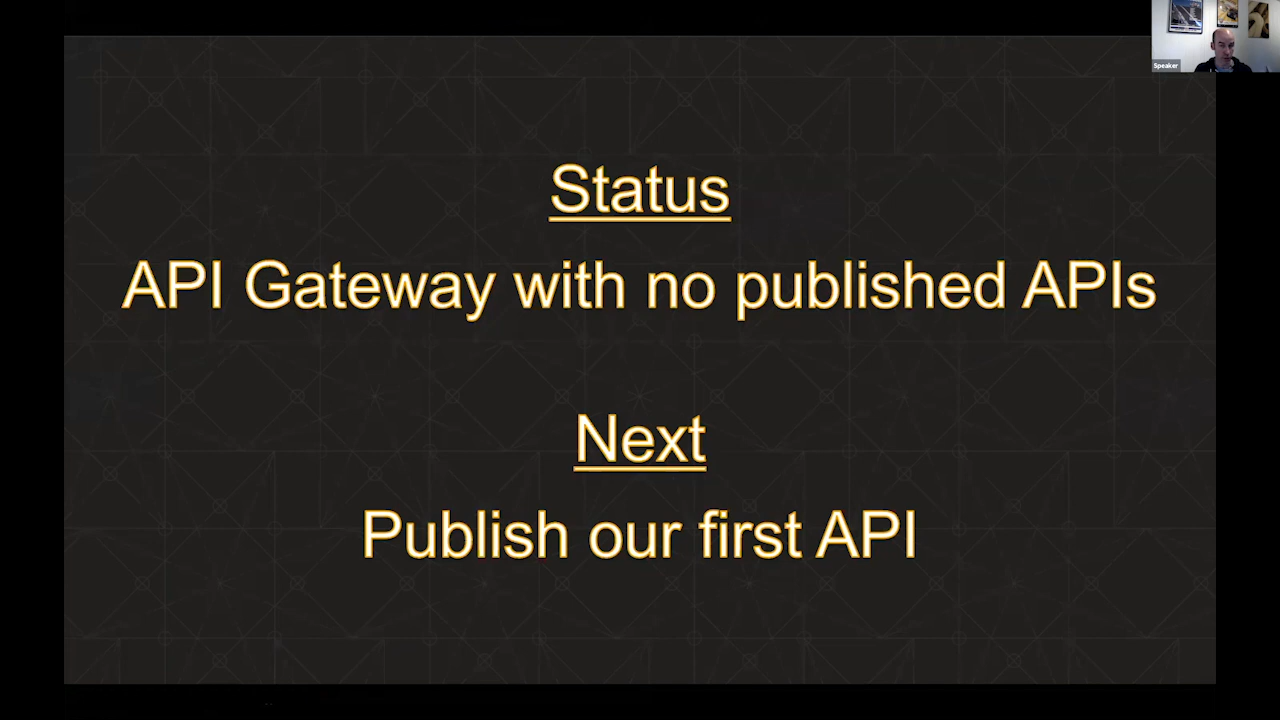 Speaker
Status
API Gateway with no published APIs
Next
Publish our first API